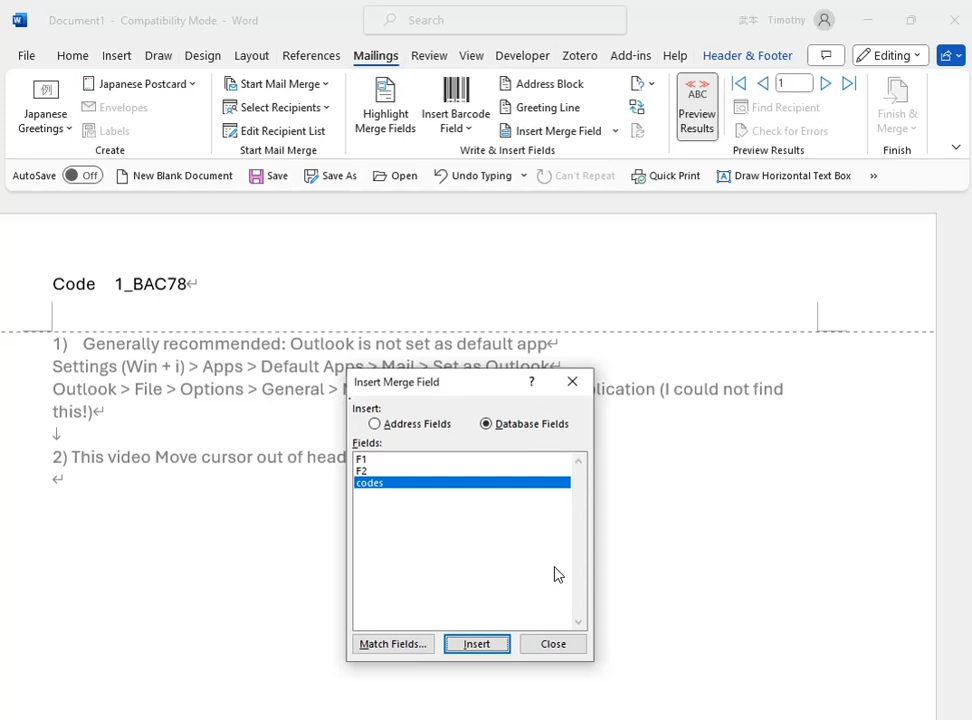 Document1 - Compatibility Mode - Word
Search
武本 Timothy
File Home Insert Draw Design Layout References Mailings Review View Developer Zotero Add-ins Help Header & Footer Editing
例
Japanese Greetings
Japanese Postcard
Envelopes
Labels
Create
Start Mail Merge
Select Recipients
Edit Recipient List
Start Mail Merge
Highlight Merge Fields
Insert Barcode Field
Address Block
Greeting Line
Insert Merge Field
Write & Insert Fields
ABC
Preview Results
1
Find Recipient
Check for Errors
Preview Results
Finish & Merge
Finish
AutoSave Off New Blank Document Save Save As Open Undo Typing Can't Repeat Quick Print Draw Horizontal Text Box »
Code 1_BAC78↵
1) Generally recommended: Outlook is not set as default app↵
Settings (Win + i) > Apps > Default Apps > Mail > Set as Outlook↵
Outlook > File > Options > General > plication (I could not find
this!)↵
↓
2) This video Move cursor out of head
↵
Insert Merge Field ?
Insert:
Address Fields Database Fields
Fields:
F1
F2
codes
Match Fields... Insert Close